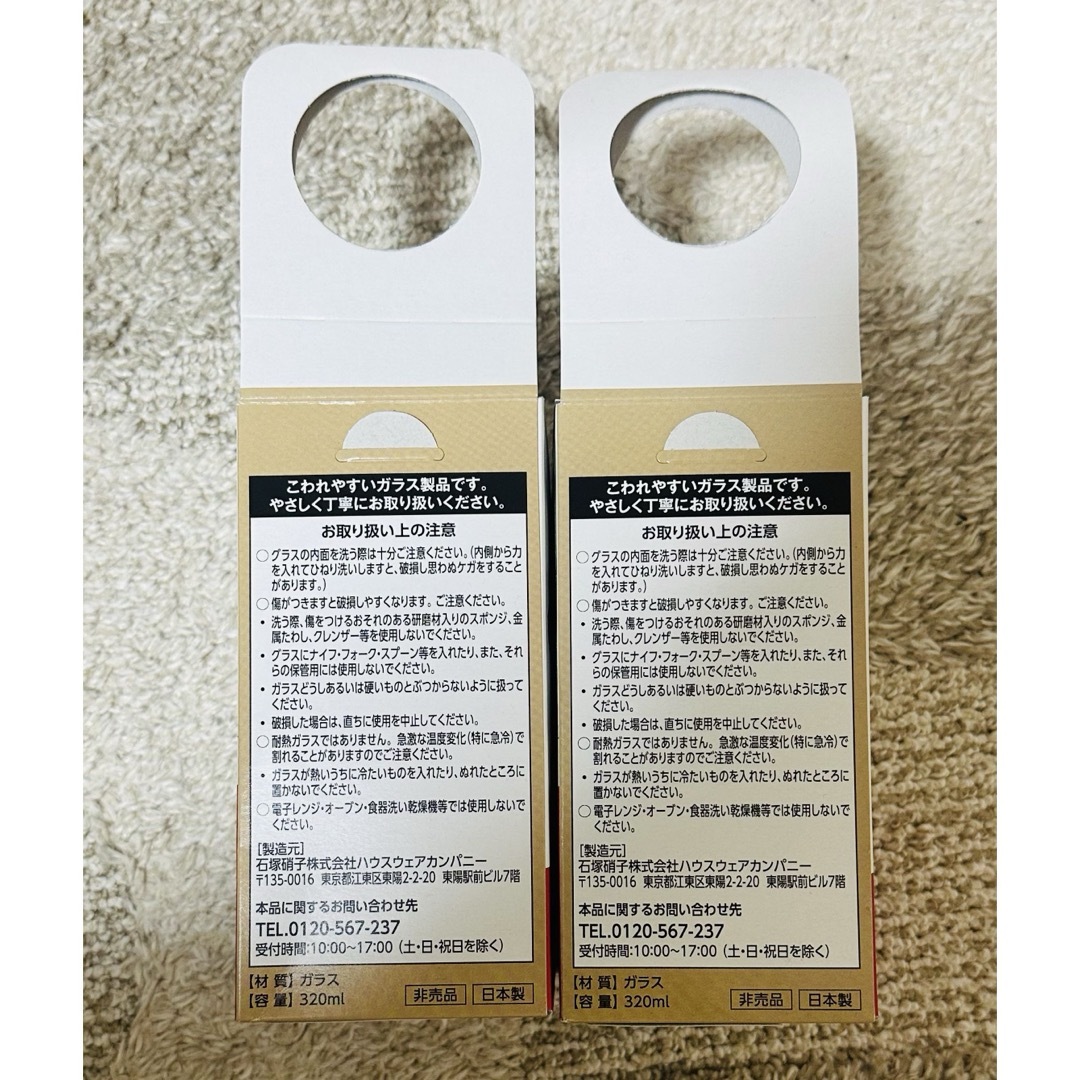 こわれやすいガラス製品です。
やさしく丁寧にお取り扱いください。
お取り扱い上の注意
○グラスの内面を洗う際は十分ご注意ください。(内側から力
を入れてひねり洗いしますと、破損し思わぬケガをすること
があります。)
○傷がつきますと破損しやすくなります。ご注意ください。
・洗う際、傷をつけるおそれのある研磨材入りのスポンジ、金
属たわし、クレンザー等を使用しないでください。
・グラスにナイフ・フォーク・スプーン等を入れたり、また、それ
らの保管用には使用しないでください。
・ガラスどうしあるいは硬いものとぶつからないように扱って
ください。
・破損した場合は、直ちに使用を中止してください。
○耐熱ガラスではありません。急激な温度変化(特に急冷)で
割れることがありますのでご注意ください。
・ガラスが熱いうちに冷たいものを入れたり、ぬれたところに
置かないでください。
○電子レンジ・オーブン・食器洗い乾燥機等では使用しないで
ください。
[製造元]
石塚硝子株式会社ハウスウェアカンパニー
〒135-0016 東京都江東区東陽2-2-20 東陽駅前ビル7階
本品に関するお問い合わせ先
TEL.0120-567-237
受付時間:10:00〜17:00 (土・日・祝日を除く)
【材 質】ガラス
【容 量】320ml
非売品 日本製
こわれやすいガラス製品です。
やさしく丁寧にお取り扱いください。
お取り扱い上の注意
○グラスの内面を洗う際は十分ご注意ください。(内側から力
を入れてひねり洗いしますと、破損し思わぬケガをすること
があります。)
○傷がつきますと破損しやすくなります。ご注意ください。
・洗う際、傷をつけるおそれのある研磨材入りのスポンジ、金
属たわし、クレンザー等を使用しないでください。
・グラスにナイフ・フォーク・スプーン等を入れたり、また、それ
らの保管用には使用しないでください。
・ガラスどうしあるいは硬いものとぶつからないように扱って
ください。
・破損した場合は、直ちに使用を中止してください。
○耐熱ガラスではありません。急激な温度変化(特に急冷)で
割れることがありますのでご注意ください。
・ガラスが熱いうちに冷たいものを入れたり、ぬれたところに
置かないでください。
○電子レンジ・オーブン・食器洗い乾燥機等では使用しないで
ください。
[製造元]
石塚硝子株式会社ハウスウェアカンパニー
〒135-0016 東京都江東区東陽2-2-20 東陽駅前ビル7階
本品に関するお問い合わせ先
TEL.0120-567-237
受付時間:10:00〜17:00 (土・日・祝日を除く)
【材 質】ガラス
【容 量】320ml
非売品 日本製